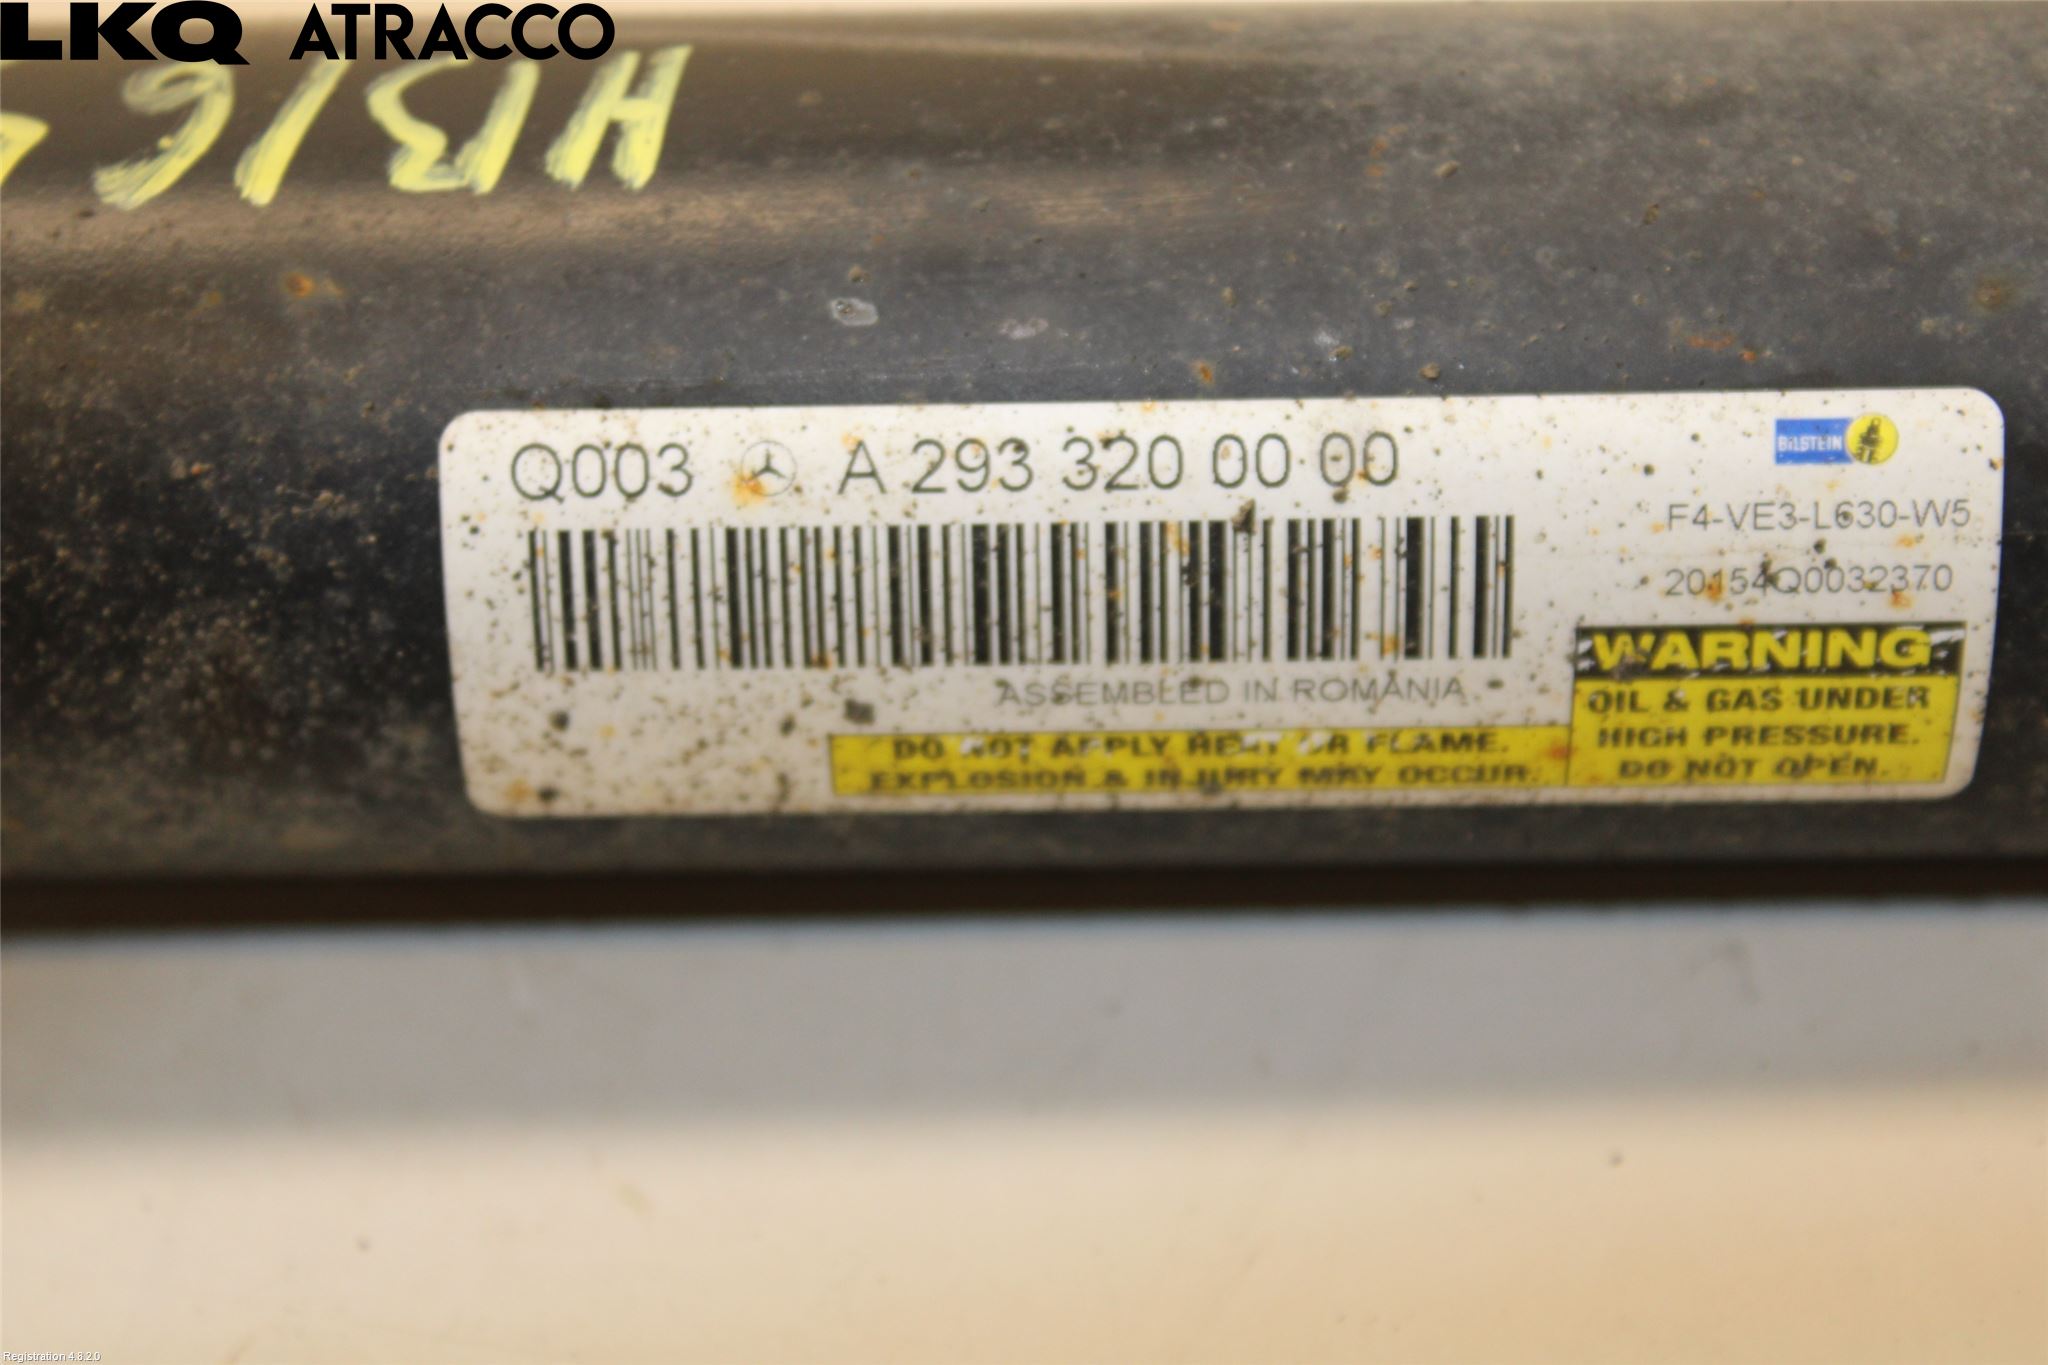 LKQ ATRACCO
HB16
Q003 A 293 320 00 00
BILSTEIN
F4-VE3-L630-W5
20154Q0032370
ASSEMBLED IN ROMANIA
WARNING
OIL & GAS UNDER
HIGH PRESSURE.
DO NOT OPEN.
DO NOT APPLY HEAT OR FLAME.
EXPLOSION & INJURY MAY OCCUR.
Registration 4.8.2.0